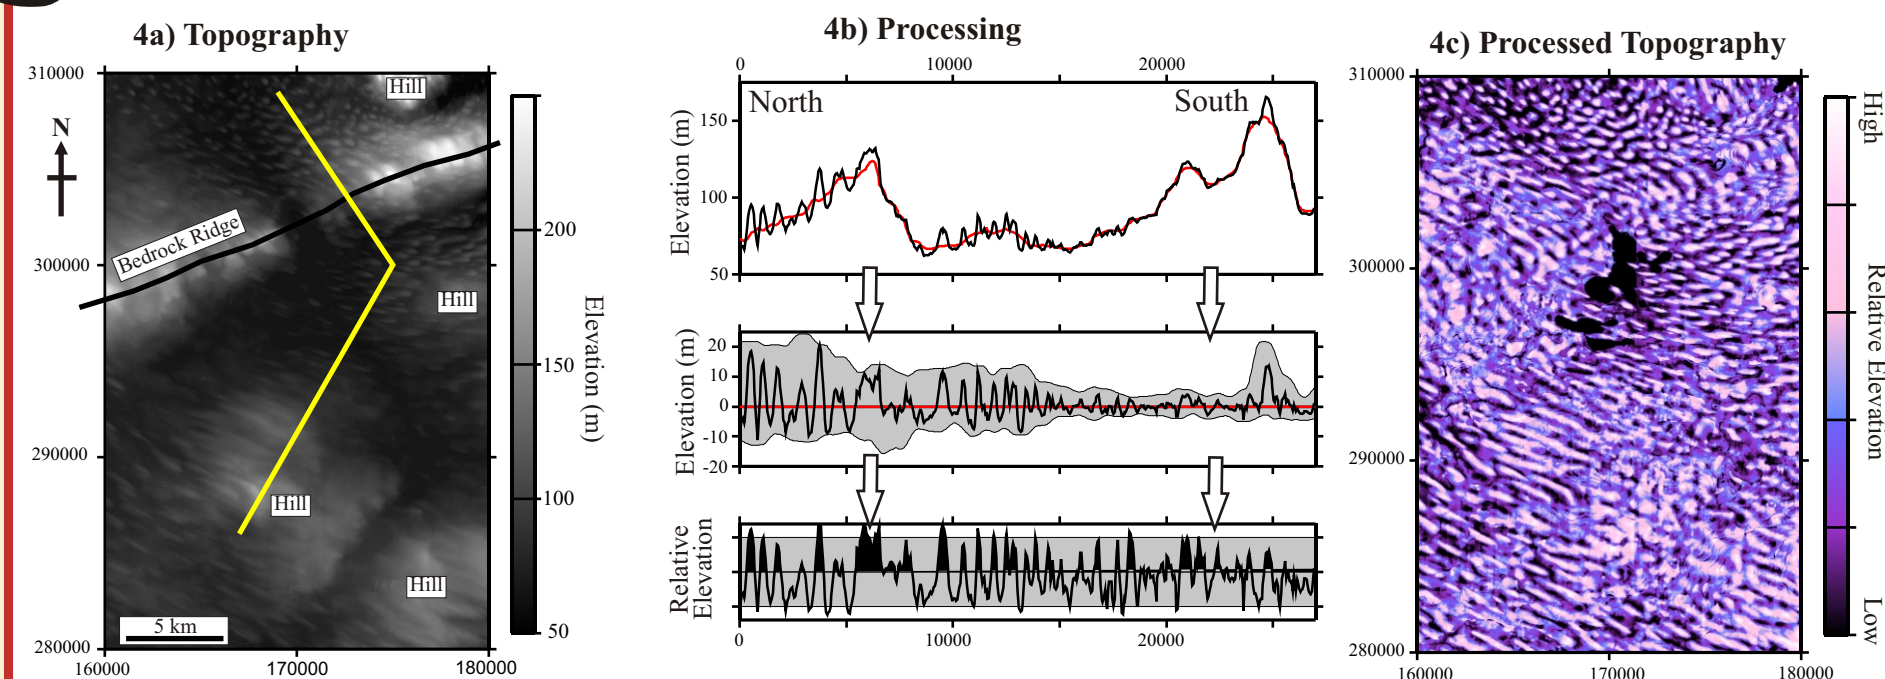 4a) Topography
310000
300000
290000
280000
160000
170000
180000
N
Hill
Bedrock Ridge
Hill
Hill
Hill
5 km
200
150
100
50
Elevation (m)
4b) Processing
0
10000
20000
North
South
Elevation (m)
150
100
50
Elevation (m)
20
10
0
-10
-20
Relative
Elevation
0
10000
20000
4c) Processed Topography
310000
300000
290000
280000
160000
170000
180000
High
Relative Elevation
Low